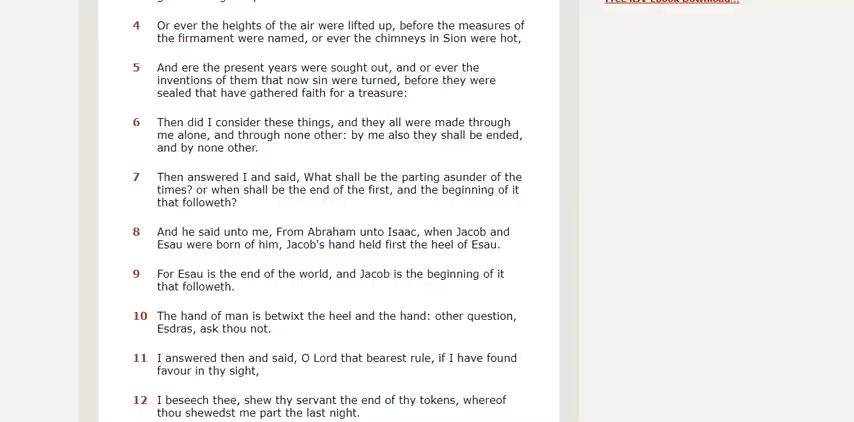 4 Or ever the heights of the air were lifted up, before the measures of
the firmament were named, or ever the chimneys in Sion were hot,
5 And ere the present years were sought out, and or ever the
inventions of them that now sin were turned, before they were
sealed that have gathered faith for a treasure:
6 Then did I consider these things, and they all were made through
me alone, and through none other: by me also they shall be ended,
and by none other.
7 Then answered I and said, What shall be the parting asunder of the
times? or when shall be the end of the first, and the beginning of it
that followeth?
8 And he said unto me, From Abraham unto Isaac, when Jacob and
Esau were born of him, Jacob's hand held first the heel of Esau.
9 For Esau is the end of the world, and Jacob is the beginning of it
that followeth.
10 The hand of man is betwixt the heel and the hand: other question,
Esdras, ask thou not.
11 I answered then and said, O Lord that bearest rule, if I have found
favour in thy sight,
12 I beseech thee, shew thy servant the end of thy tokens, whereof
thou shewedst me part the last night.